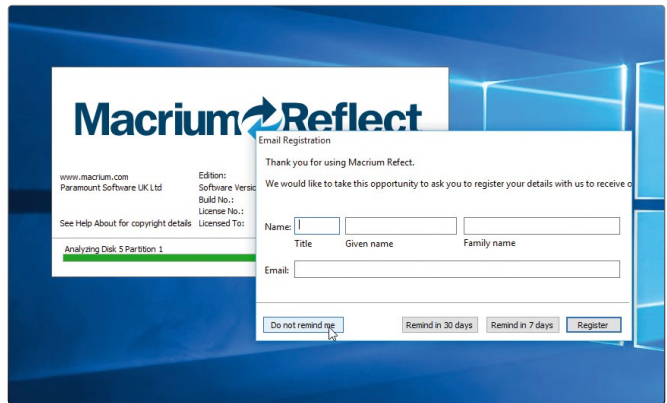 Macrium Reflect
www.macrium.com
Paramount Software UK Ltd
See Help About for copyright details
Edition:
Software Versio
Build No.:
License No.:
Licensed To:
Analyzing Disk 5 Partition 1
Email Registration
Thank you for using Macrium Refect.
We would like to take this opportunity to ask you to register your details with us to receive o
Name:
Title Given name Family name
Email:
Do not remind me Remind in 30 days Remind in 7 days Register